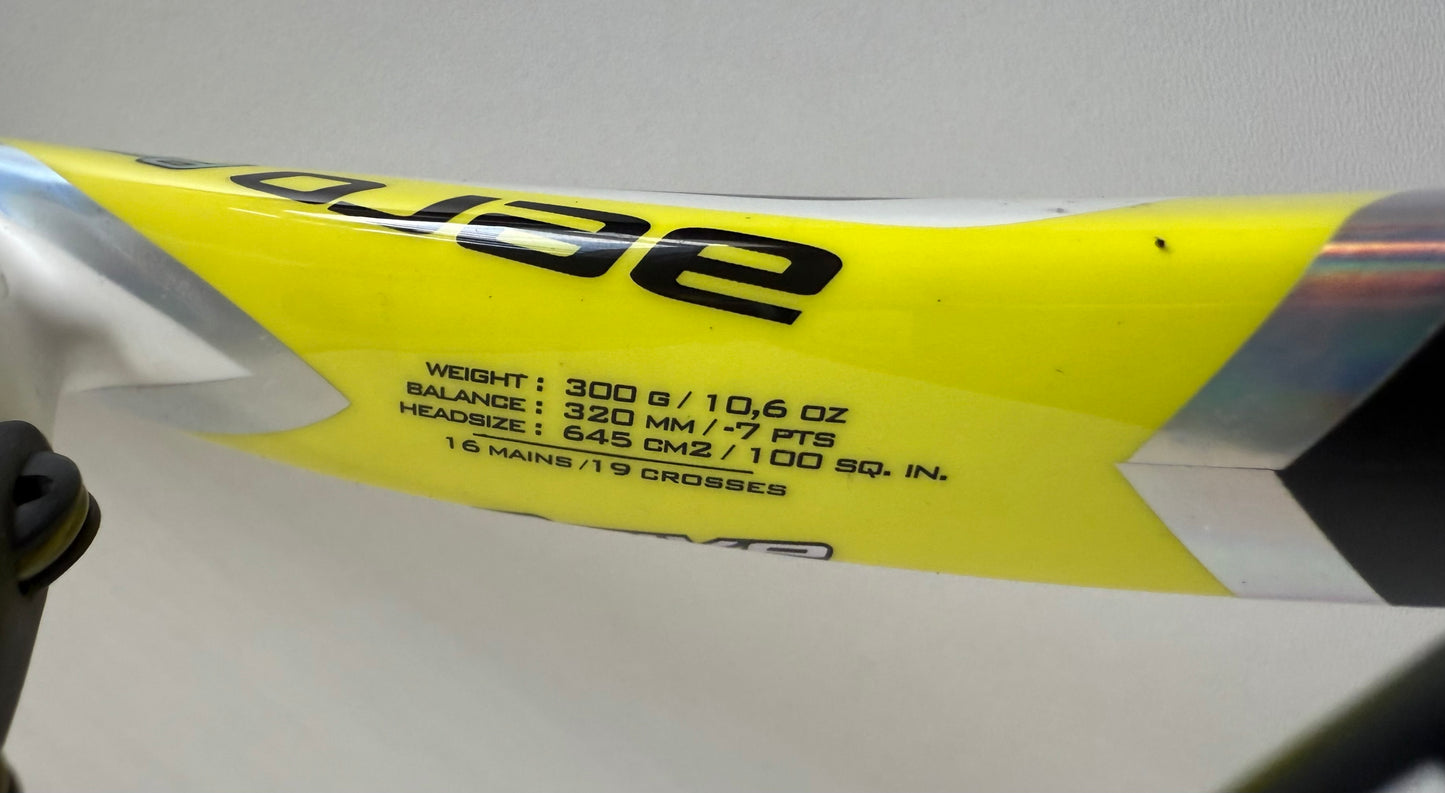 aero
WEIGHT : 300 G / 10,6 OZ
BALANCE : 320 MM / -7 PTS
HEADSIZE : 645 CM2 / 100 SQ. IN.
16 MAINS /19 CROSSES